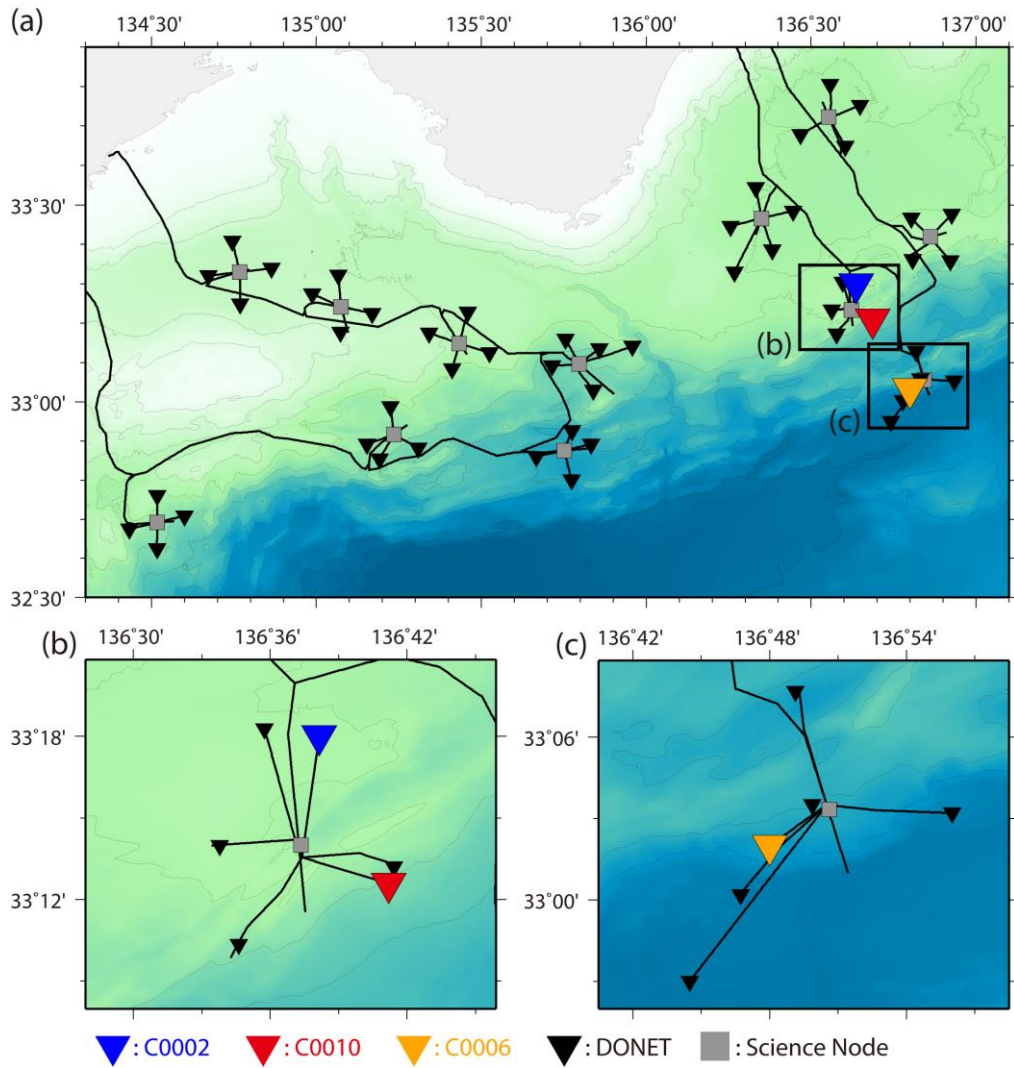 (a)
134˚30' 135˚00' 135˚30' 136˚00' 136˚30' 137˚00'
33˚30'
33˚00'
32˚30'
(b)
(c)
(b)
136˚30' 136˚36' 136˚42'
33˚18'
33˚12'
(c)
136˚42' 136˚48' 136˚54'
33˚06'
33˚00'
: C0002 : C0010 : C0006 : DONET : Science Node